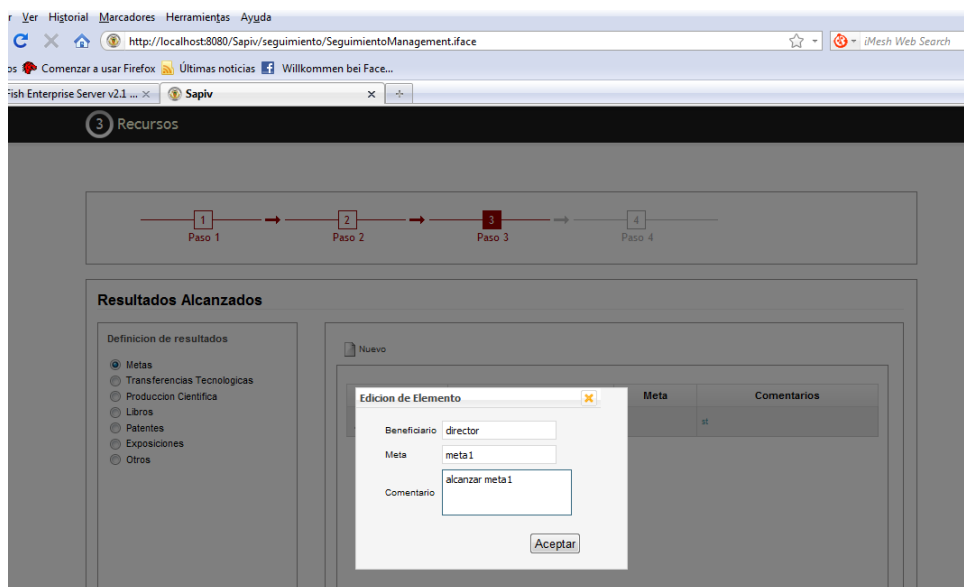 r Ver Historial Marcadores Herramientas Ayuda
http://localhost:8080/Sapiv/seguimiento/SeguimientoManagement.iface
iMesh Web Search
os Comenzar a usar Firefox Últimas noticias Willkommen bei Face...
Fish Enterprise Server v2.1 ... Sapiv
3 Recursos
1 2 3 4
Paso 1 Paso 2 Paso 3 Paso 4
Resultados Alcanzados
Definicion de resultados
Metas
Transferencias Tecnologicas
Produccion Cientifica
Libros
Patentes
Exposiciones
Otros
Nuevo
Meta Comentarios
st
Edicion de Elemento
Beneficiario director
Meta meta1
Comentario alcanzar meta1
Aceptar